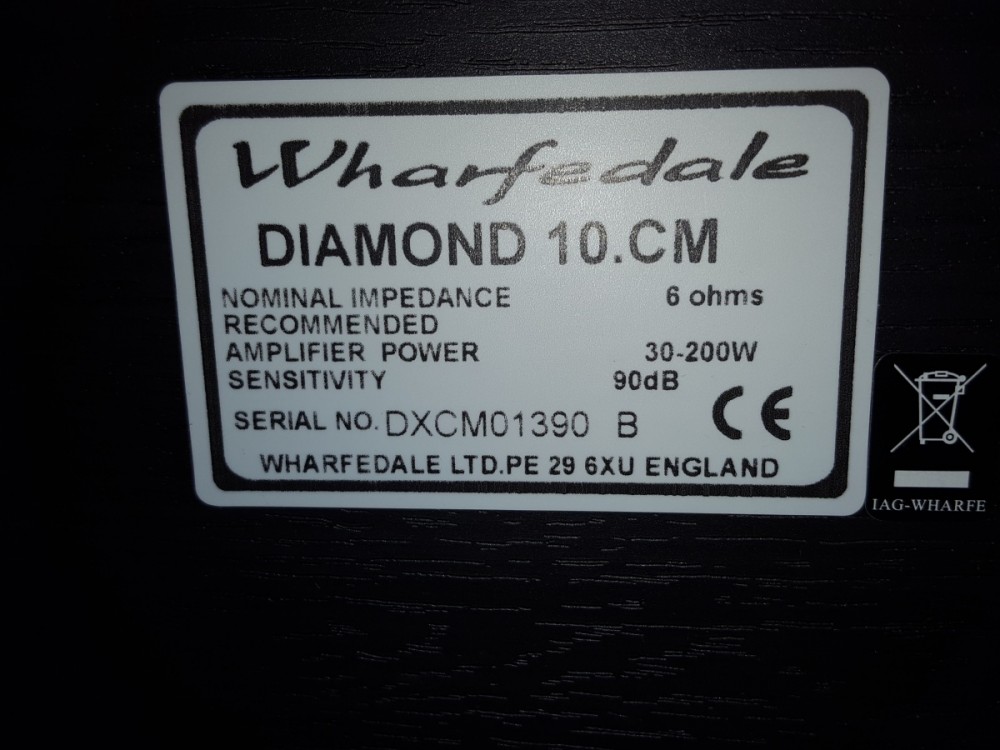 Wharfedale
DIAMOND 10.CM
NOMINAL IMPEDANCE 6 ohms
RECOMMENDED
AMPLIFIER POWER 30-200W
SENSITIVITY 90dB
SERIAL NO. DXCM01390 B CE
WHARFEDALE LTD.PE 29 6XU ENGLAND
IAG-WHARFE